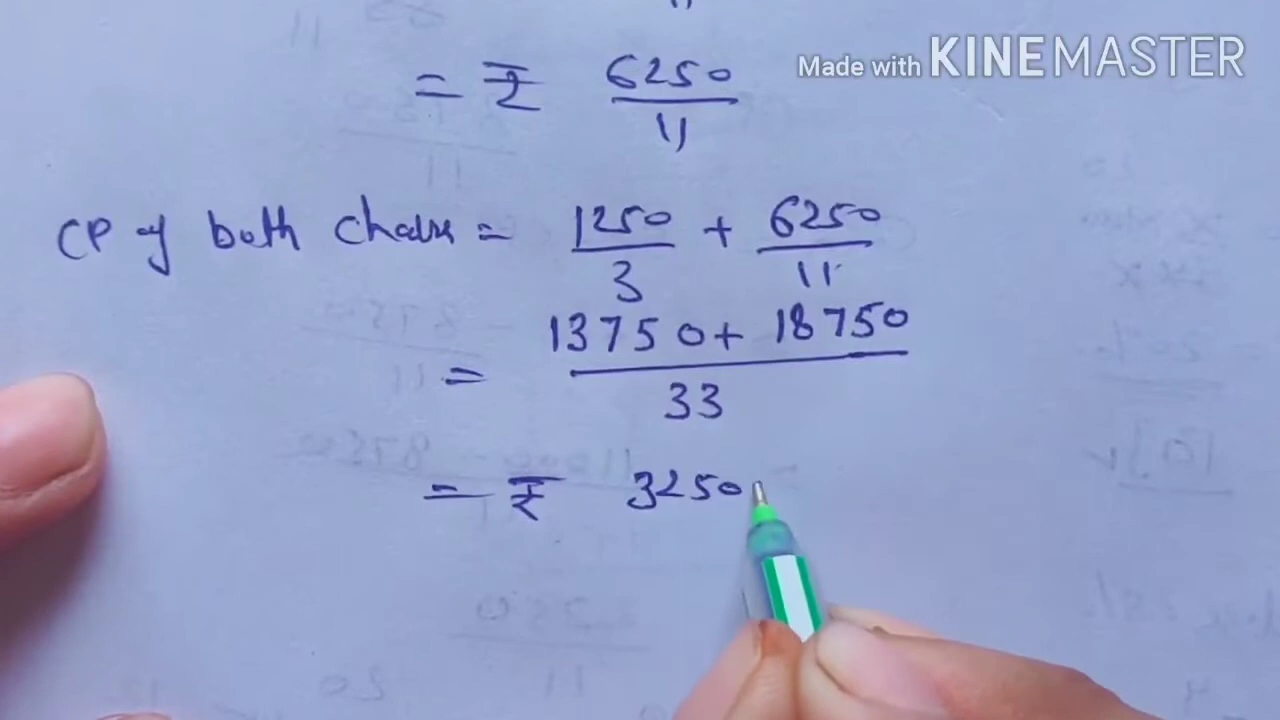 Made with KINEMASTER
= ₹ 6250/11
CP of both chairs = 1250/3 + 6250/11
= 13750 + 18750/33
= ₹ 3250